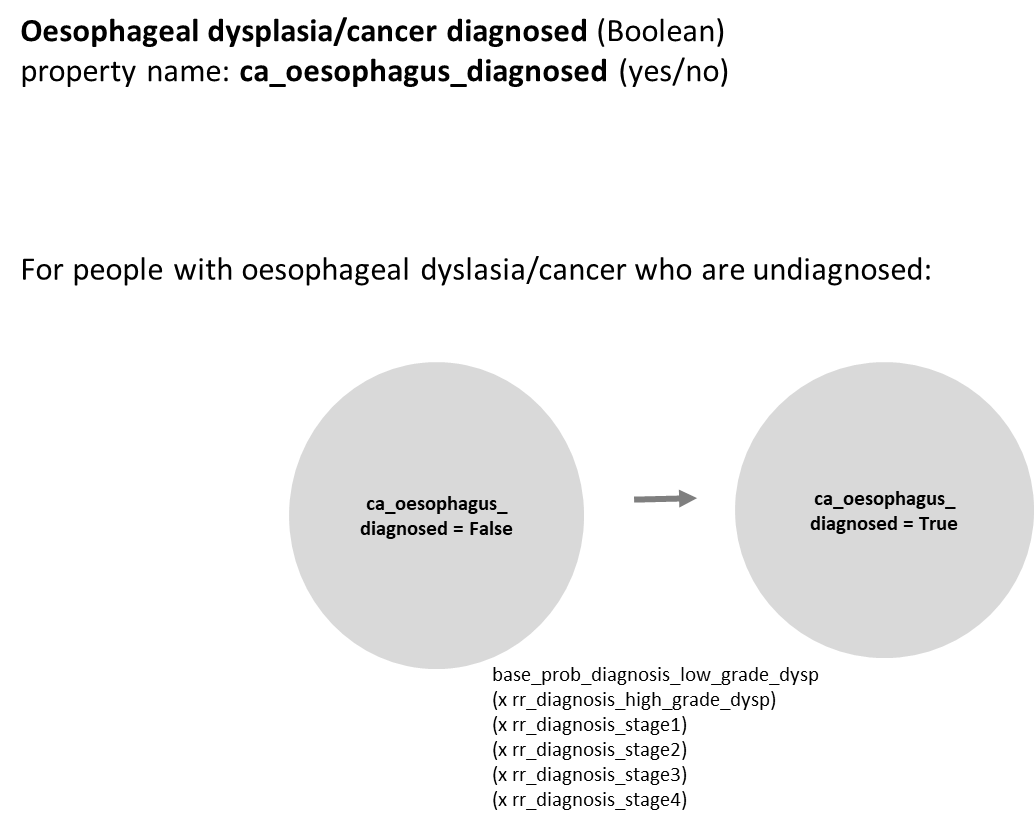 Oesophageal dysplasia/cancer diagnosed (Boolean)
property name: ca_oesophagus_diagnosed (yes/no)
For people with oesophageal dyslasia/cancer who are undiagnosed:
ca_oesophagus_
diagnosed = False
ca_oesophagus_
diagnosed = True
base_prob_diagnosis_low_grade_dysp
(x rr_diagnosis_high_grade_dysp)
(x rr_diagnosis_stage1)
(x rr_diagnosis_stage2)
(x rr_diagnosis_stage3)
(x rr_diagnosis_stage4)